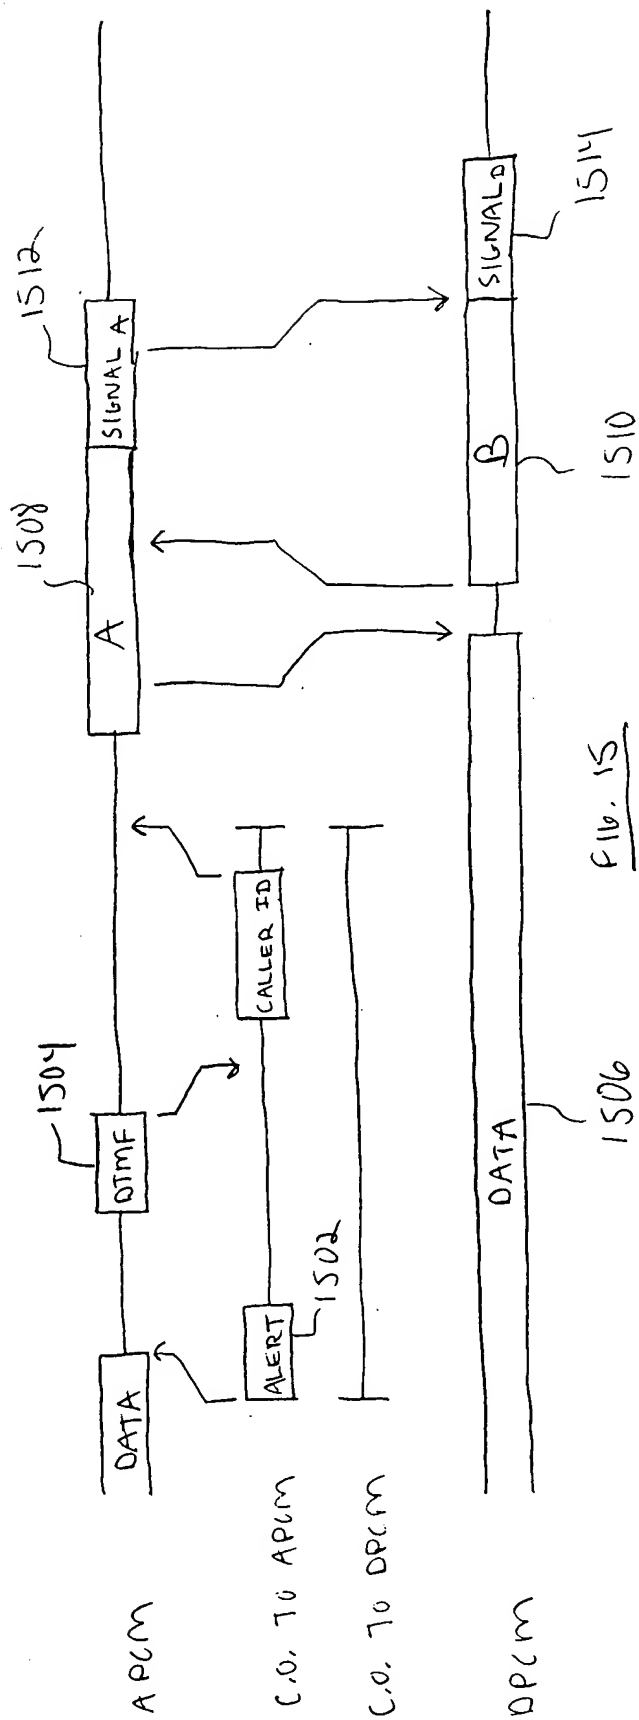 APCM
DATA
DTMF
1504
A
1508
SIGNAL A
1512
C.O. TO APCM
ALERT
1502
CALLER ID
C.O. TO DPCM
DPCM
DATA
1506
B
1510
SIGNAL D
1514
FIG. 15